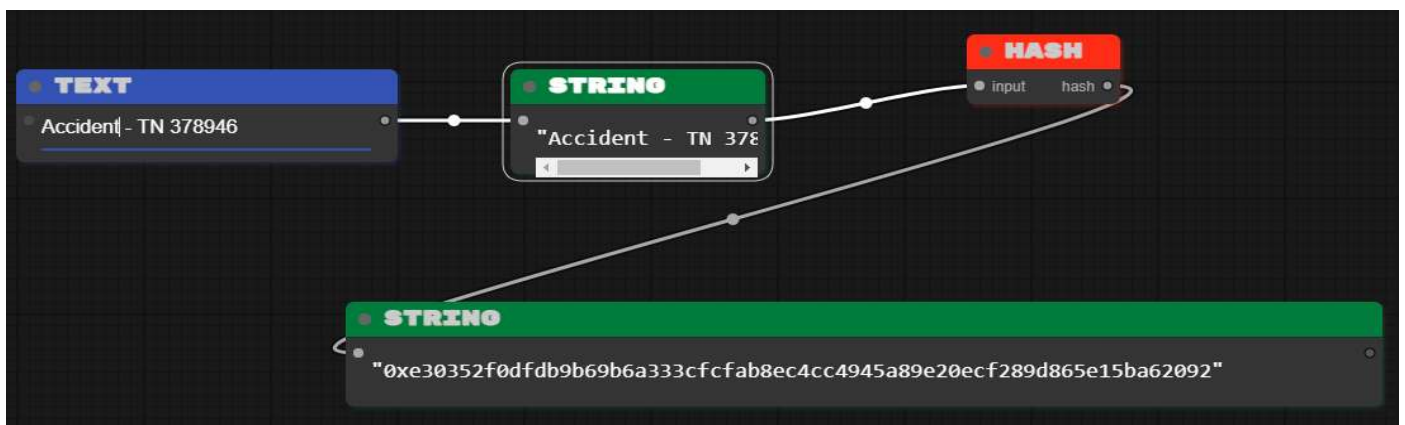 TEXT
Accident - TN 378946
STRING
"Accident - TN 378
HASH
input hash
STRING
"0xe30352f0dfdb9b69b6a333cfcfab8ec4cc4945a89e20ecf289d865e15ba62092"